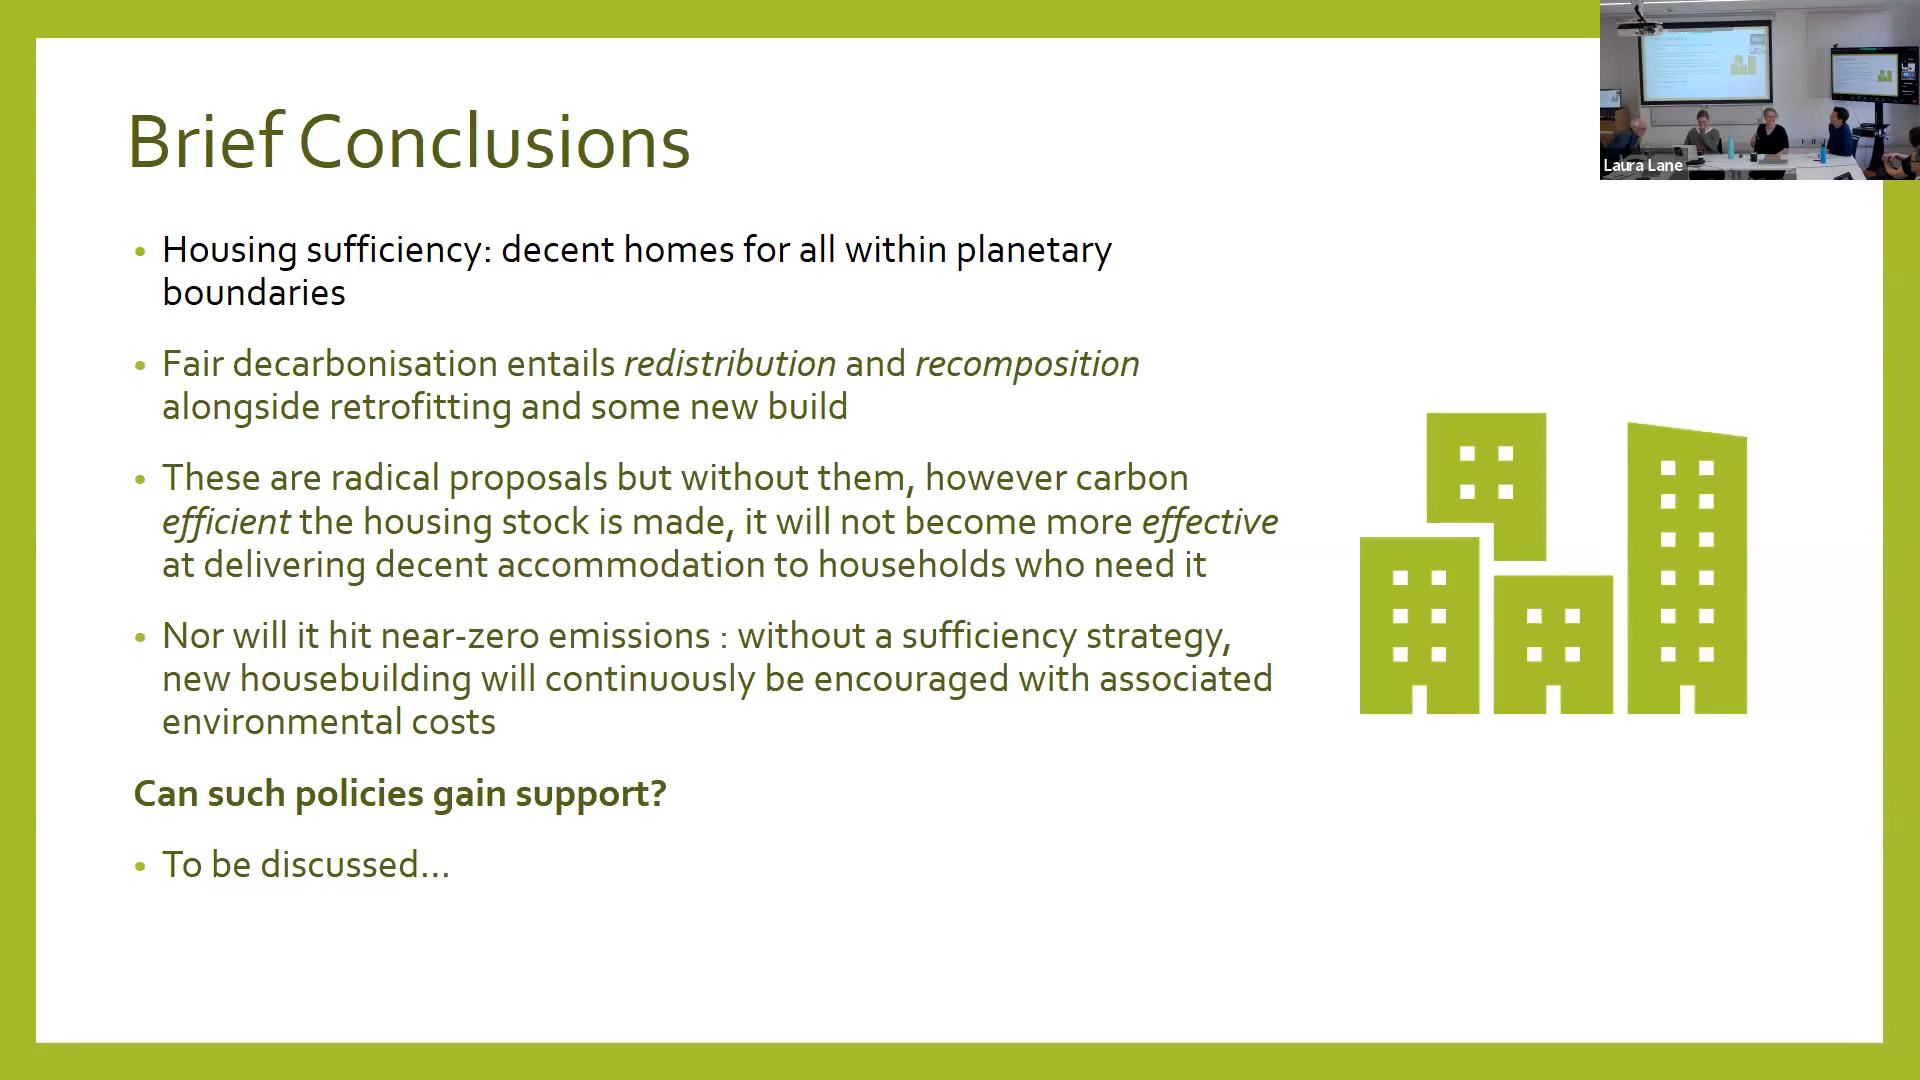 Brief Conclusions
• Housing sufficiency: decent homes for all within planetary
boundaries
• Fair decarbonisation entails redistribution and recomposition
alongside retrofitting and some new build
• These are radical proposals but without them, however carbon
efficient the housing stock is made, it will not become more effective
at delivering decent accommodation to households who need it
• Nor will it hit near-zero emissions : without a sufficiency strategy,
new housebuilding will continuously be encouraged with associated
environmental costs
Can such policies gain support?
• To be discussed...
Laura Lane